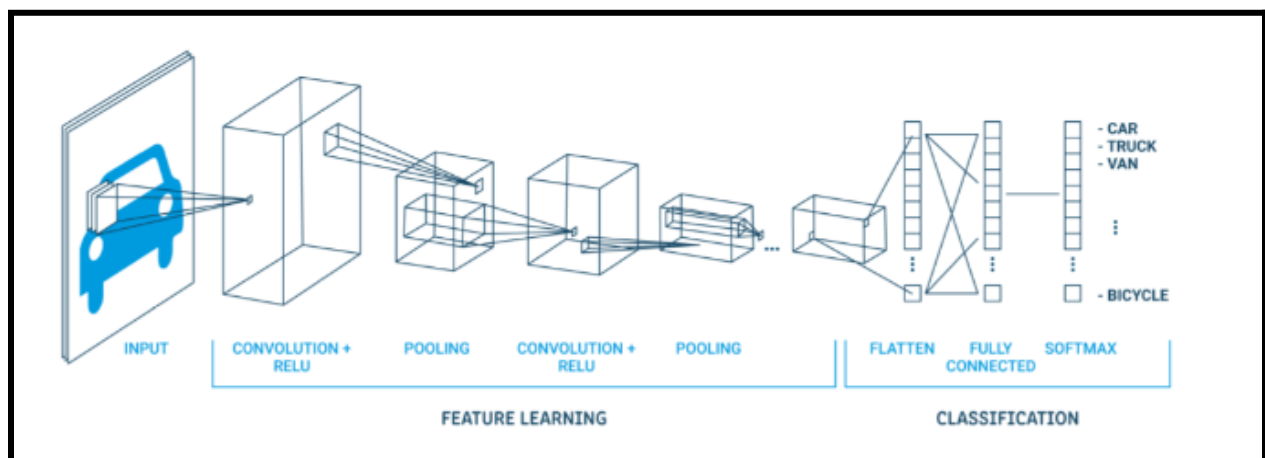 - CAR
- TRUCK
- VAN
- BICYCLE
INPUT
CONVOLUTION +
RELU
POOLING
CONVOLUTION +
RELU
POOLING
FLATTEN
FULLY
CONNECTED
SOFTMAX
FEATURE LEARNING
CLASSIFICATION